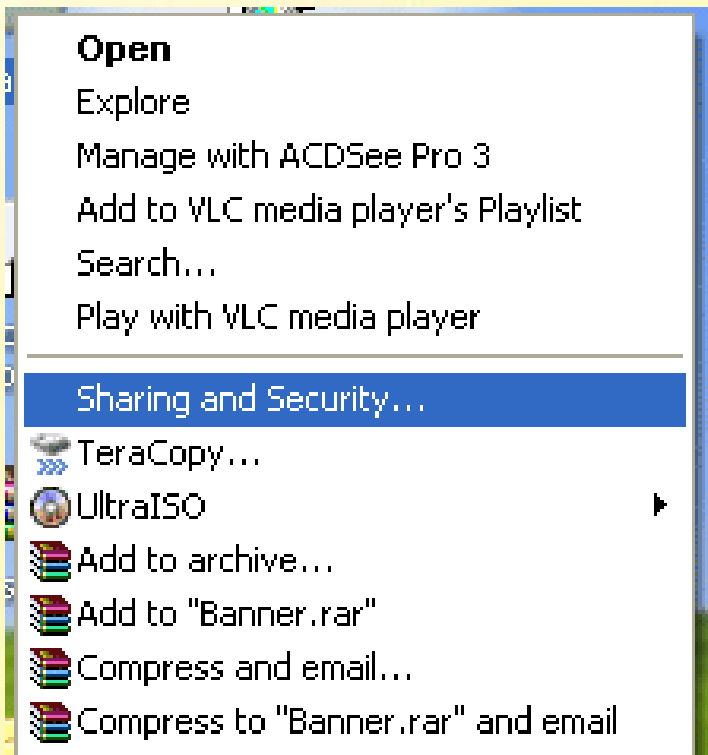 Open
Explore
Manage with ACDSee Pro 3
Add to VLC media player's Playlist
Search...
Play with VLC media player
Sharing and Security...
TeraCopy...
UltraISO
Add to archive...
Add to "Banner.rar"
Compress and email...
Compress to "Banner.rar" and email